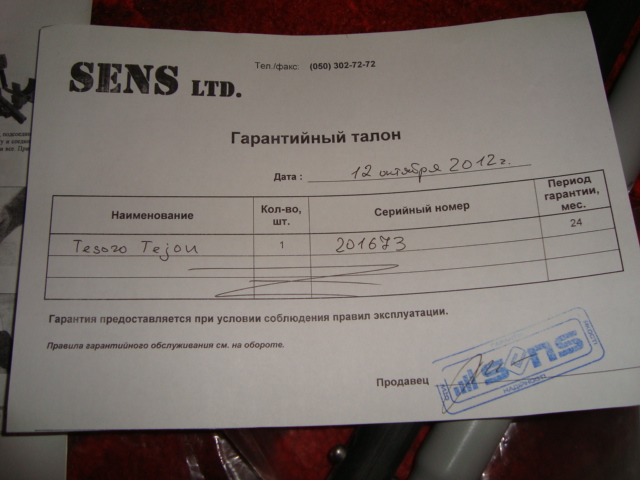 SENS LTD.
Тел./факс: (050) 302-72-72
Гарантийный талон
Дата : 12 октября 2012г.
Наименование Кол-во, шт. Серийный номер Период гарантии, мес.
Tesoro Tejon 1 201673 24
Гарантия предоставляется при условии соблюдения правил эксплуатации.
Правила гарантийного обслуживания см. на обороте.
Продавец
sens